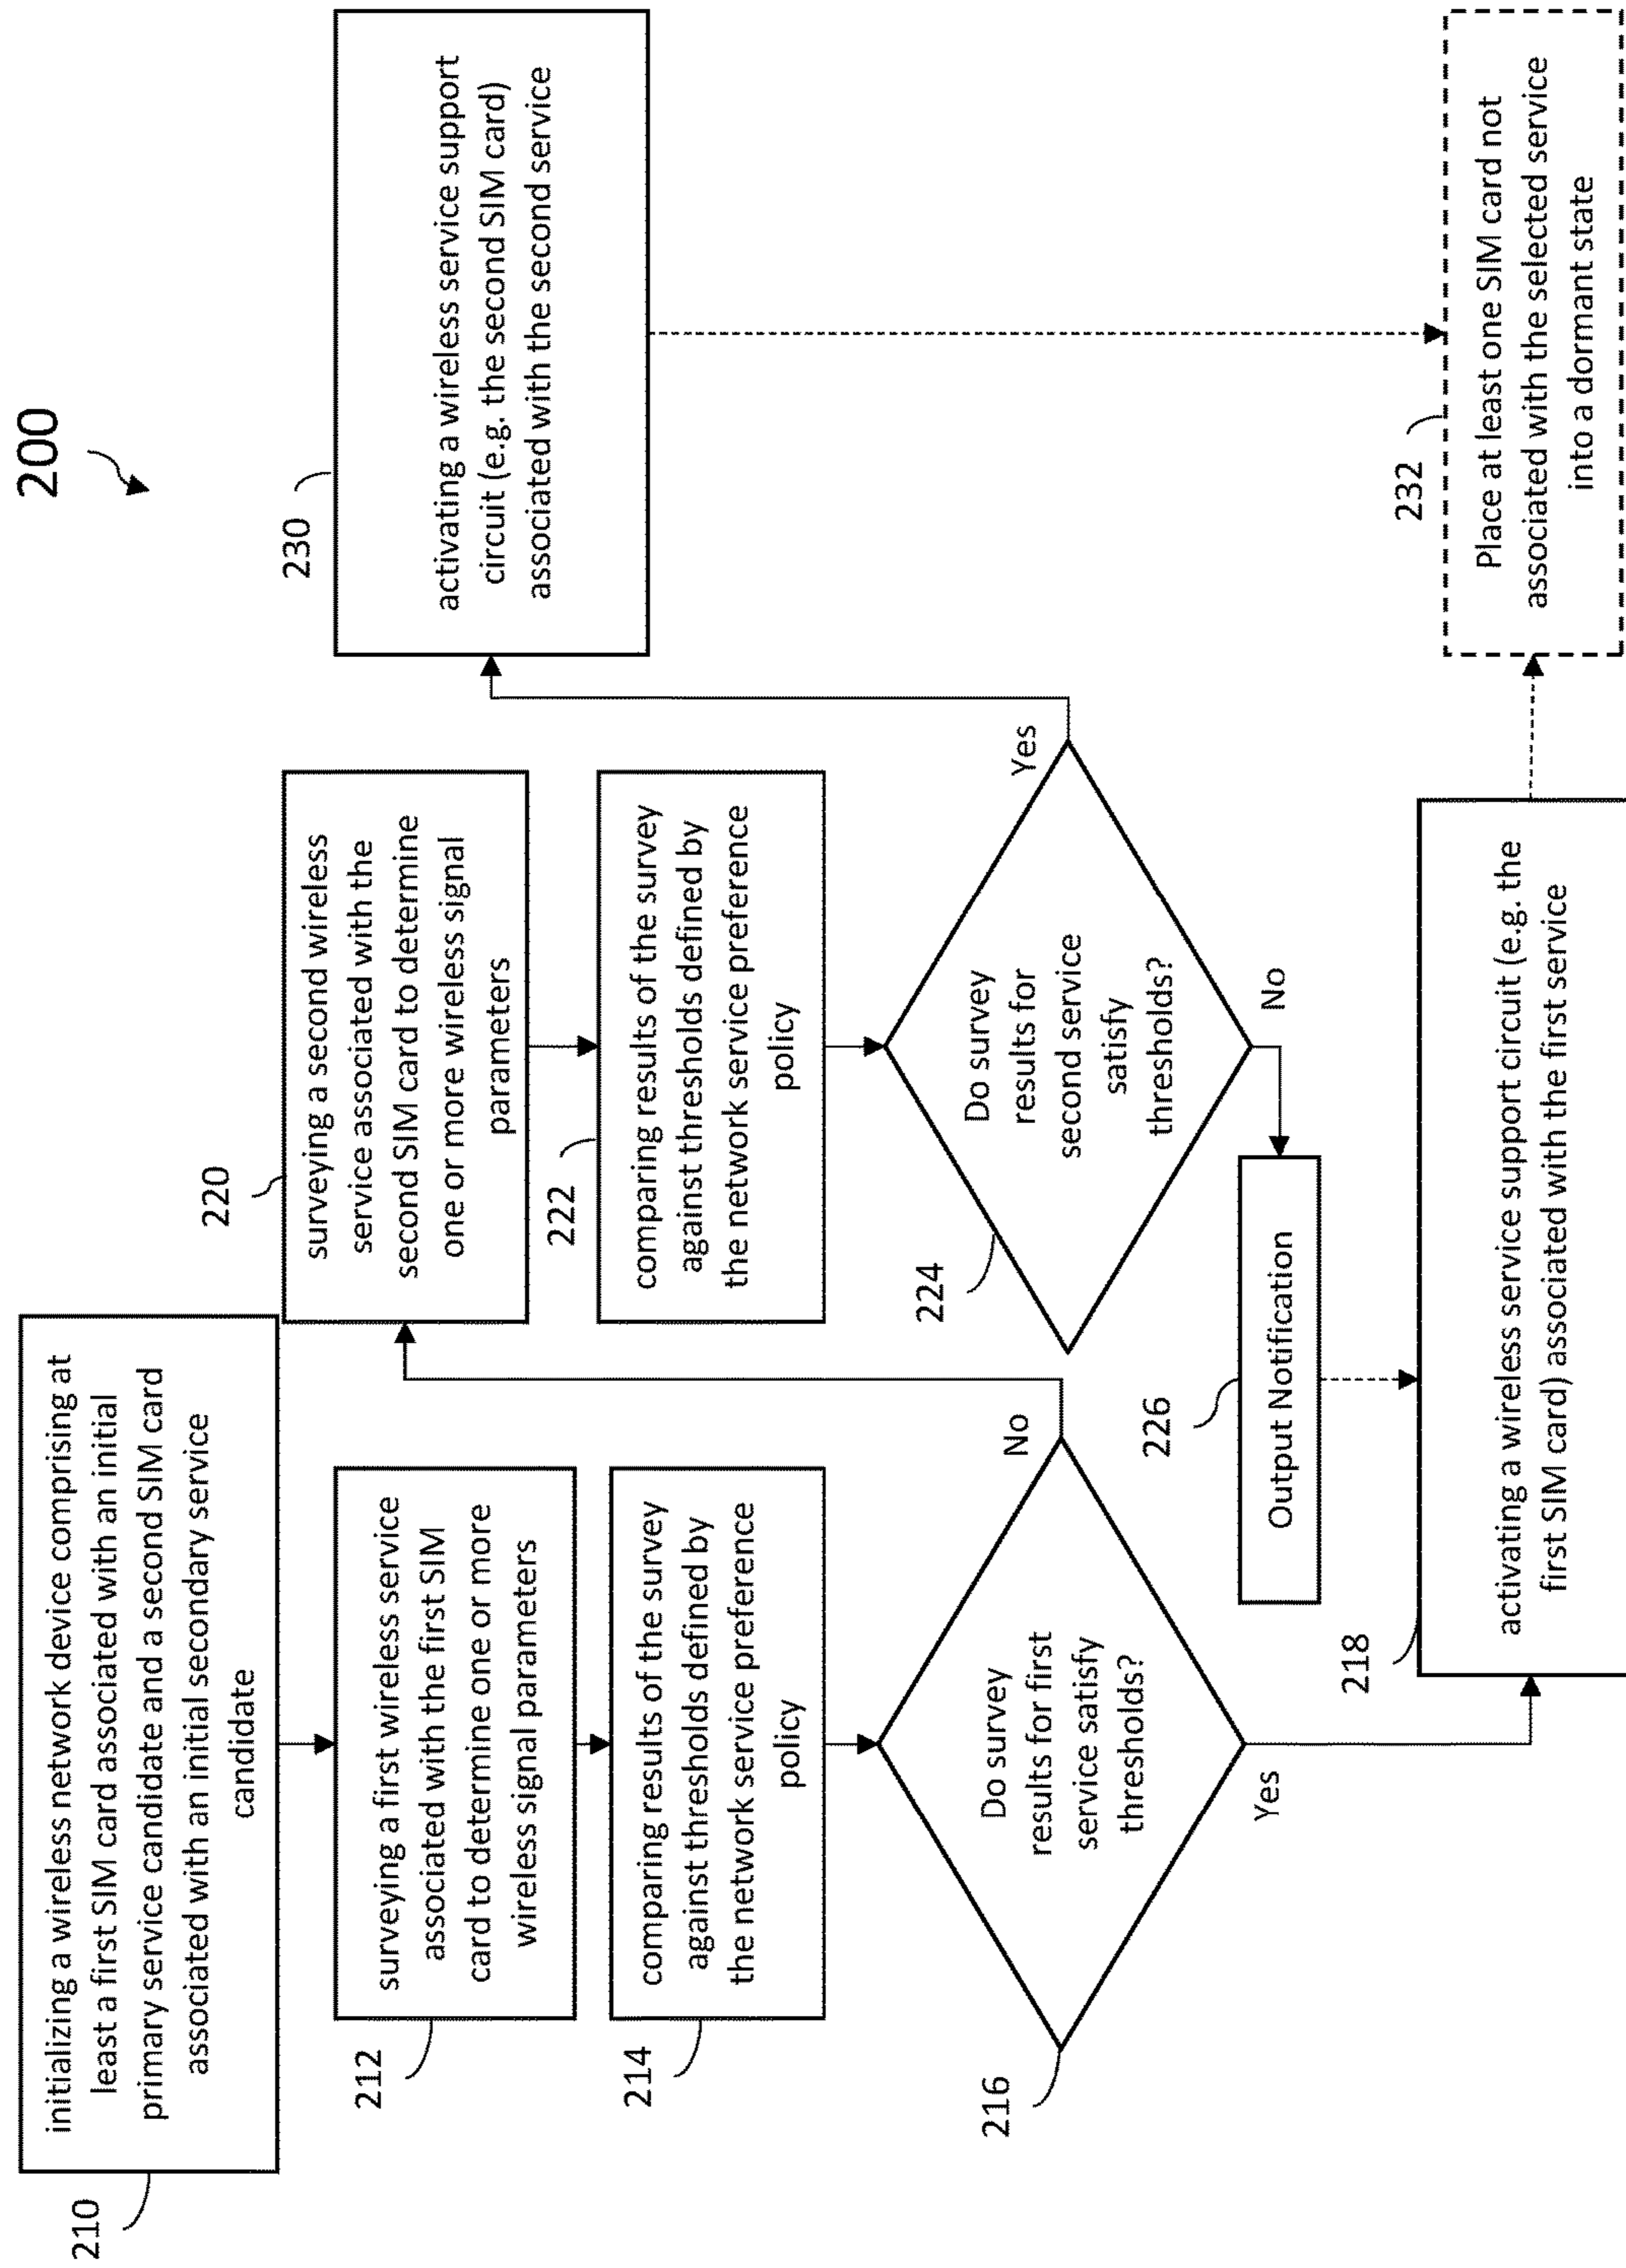 200
210
initializing a wireless network device comprising at
least a first SIM card associated with an initial
primary service candidate and a second SIM card
associated with an initial secondary service
candidate
212
surveying a first wireless service
associated with the first SIM
card to determine one or more
wireless signal parameters
214
comparing results of the survey
against thresholds defined by
the network service preference
policy
216
Do survey
results for first
service satisfy
thresholds?
No
Yes
220
surveying a second wireless
service associated with the
second SIM card to determine
one or more wireless signal
parameters
222
comparing results of the survey
against thresholds defined by
the network service preference
policy
224
Do survey
results for
second service
satisfy
thresholds?
Yes
No
226
Output Notification
218
activating a wireless service support circuit (e.g. the
first SIM card) associated with the first service
230
activating a wireless service support
circuit (e.g. the second SIM card)
associated with the second service
232
Place at least one SIM card not
associated with the selected service
into a dormant state